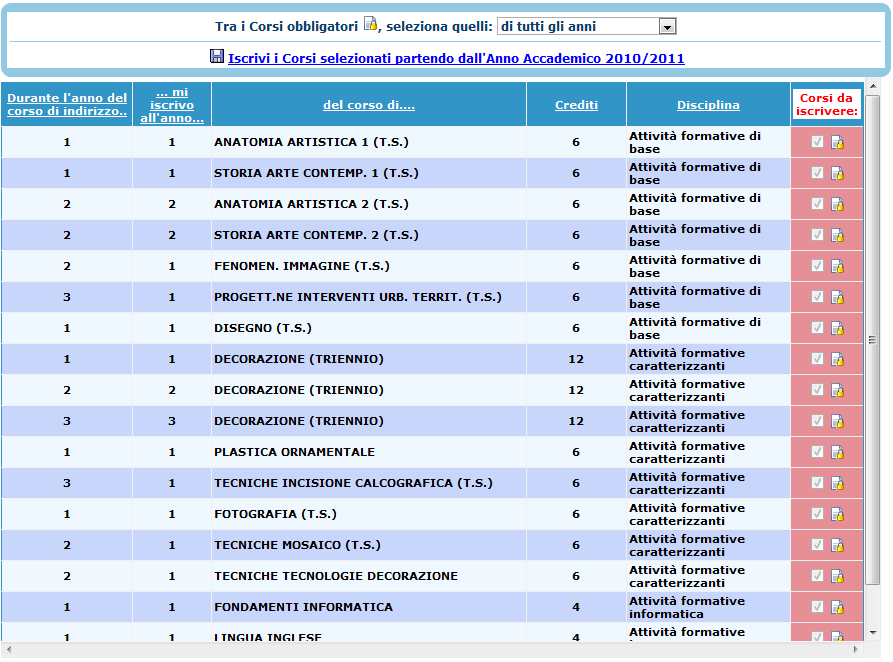 Tra i Corsi obbligatori , seleziona quelli: di tutti gli anni
Iscrivi i Corsi selezionati partendo dall'Anno Accademico 2010/2011
Durante l'anno del corso di indirizzo.. ... mi iscrivo all'anno... del corso di.... Crediti Disciplina Corsi da iscrivere:
1 1 ANATOMIA ARTISTICA 1 (T.S.) 6 Attività formative di base
1 1 STORIA ARTE CONTEMP. 1 (T.S.) 6 Attività formative di base
2 2 ANATOMIA ARTISTICA 2 (T.S.) 6 Attività formative di base
2 2 STORIA ARTE CONTEMP. 2 (T.S.) 6 Attività formative di base
2 1 FENOMEN. IMMAGINE (T.S.) 6 Attività formative di base
3 1 PROGETT.NE INTERVENTI URB. TERRIT. (T.S.) 6 Attività formative di base
1 1 DISEGNO (T.S.) 6 Attività formative di base
1 1 DECORAZIONE (TRIENNIO) 12 Attività formative caratterizzanti
2 2 DECORAZIONE (TRIENNIO) 12 Attività formative caratterizzanti
3 3 DECORAZIONE (TRIENNIO) 12 Attività formative caratterizzanti
1 1 PLASTICA ORNAMENTALE 6 Attività formative caratterizzanti
3 1 TECNICHE INCISIONE CALCOGRAFICA (T.S.) 6 Attività formative caratterizzanti
1 1 FOTOGRAFIA (T.S.) 6 Attività formative caratterizzanti
2 1 TECNICHE MOSAICO (T.S.) 6 Attività formative caratterizzanti
2 1 TECNICHE TECNOLOGIE DECORAZIONE 6 Attività formative caratterizzanti
1 1 FONDAMENTI INFORMATICA 4 Attività formative informatica
1 1 LINGUA INGLESE 4 Attività formative